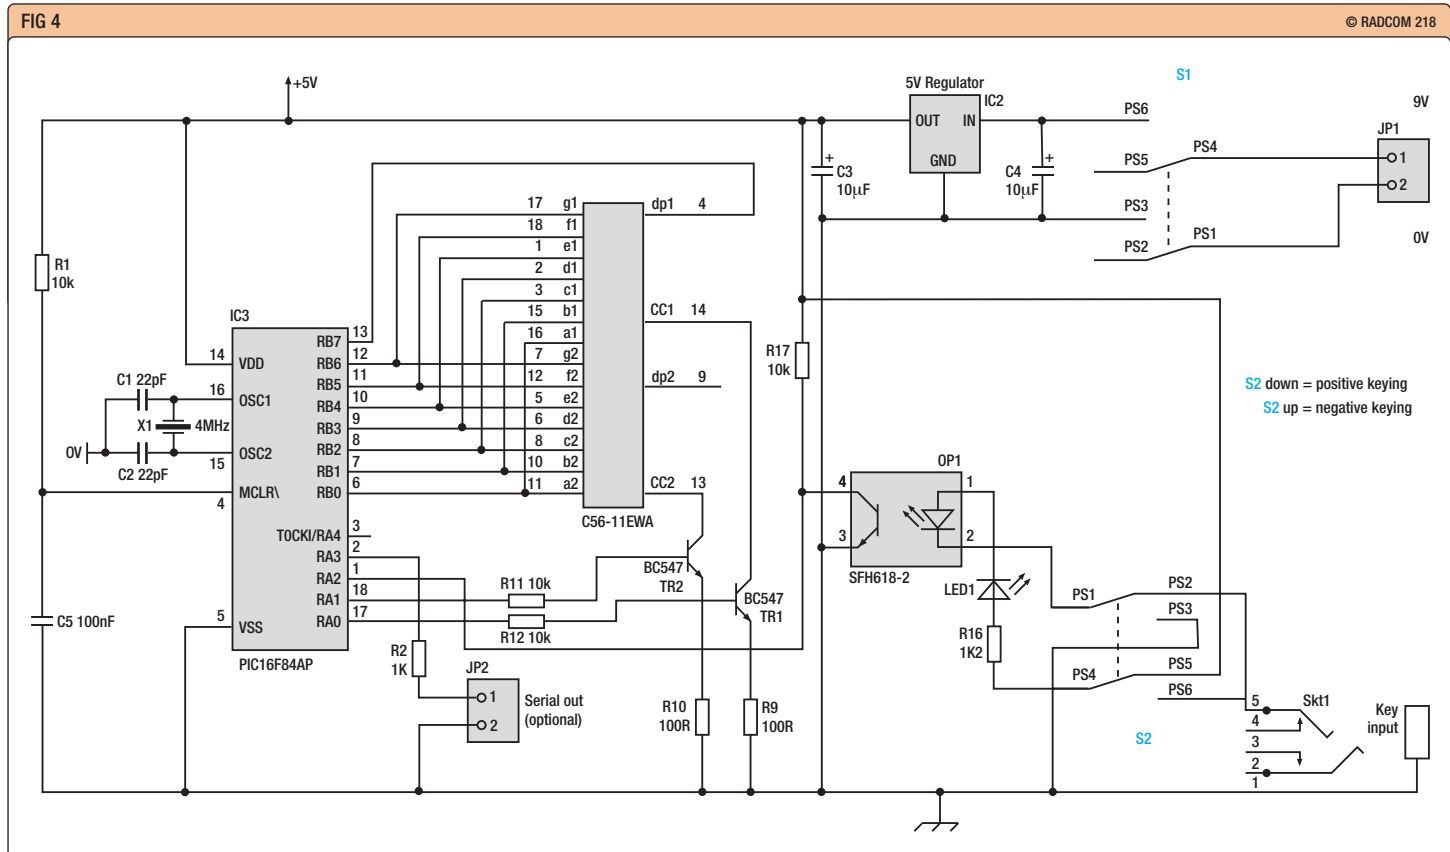 FIG 4
© RADCOM 218
+5V
5V Regulator
IC2
OUT IN
GND
S1
9V
JP1
1
2
0V
PS6
PS5
PS4
PS3
PS2
PS1
C3
10µF
+
C4
10µF
+
R1
10k
17 g1
18 f1
1 e1
2 d1
3 c1
15 b1
16 a1
7 g2
12 f2
5 e2
6 d2
8 c2
10 b2
11 a2
dp1 4
CC1 14
dp2 9
CC2 13
C56-11EWA
IC3
14 VDD
16 OSC1
15 OSC2
4 MCLR\
5 VSS
RB7 13
RB6 12
RB5 11
RB4 10
RB3 9
RB2 8
RB1 7
RB0 6
TOCKI/RA4 3
RA3 2
RA2 1
RA1 18
RA0 17
PIC16F84AP
C1 22pF
X1 4MHz
0V
C2 22pF
C5 100nF
R11 10k
R12 10k
BC547
TR2
BC547
TR1
R2
1K
JP2
1
2
Serial out
(optional)
R10
100R
R9
100R
R17
10k
S2 down = positive keying
S2 up = negative keying
OP1
4
3
1
2
SFH618-2
LED1
R16
1K2
PS1
PS2
PS3
PS4
PS5
PS6
S2
Skt1
5
4
3
2
1
Key
input